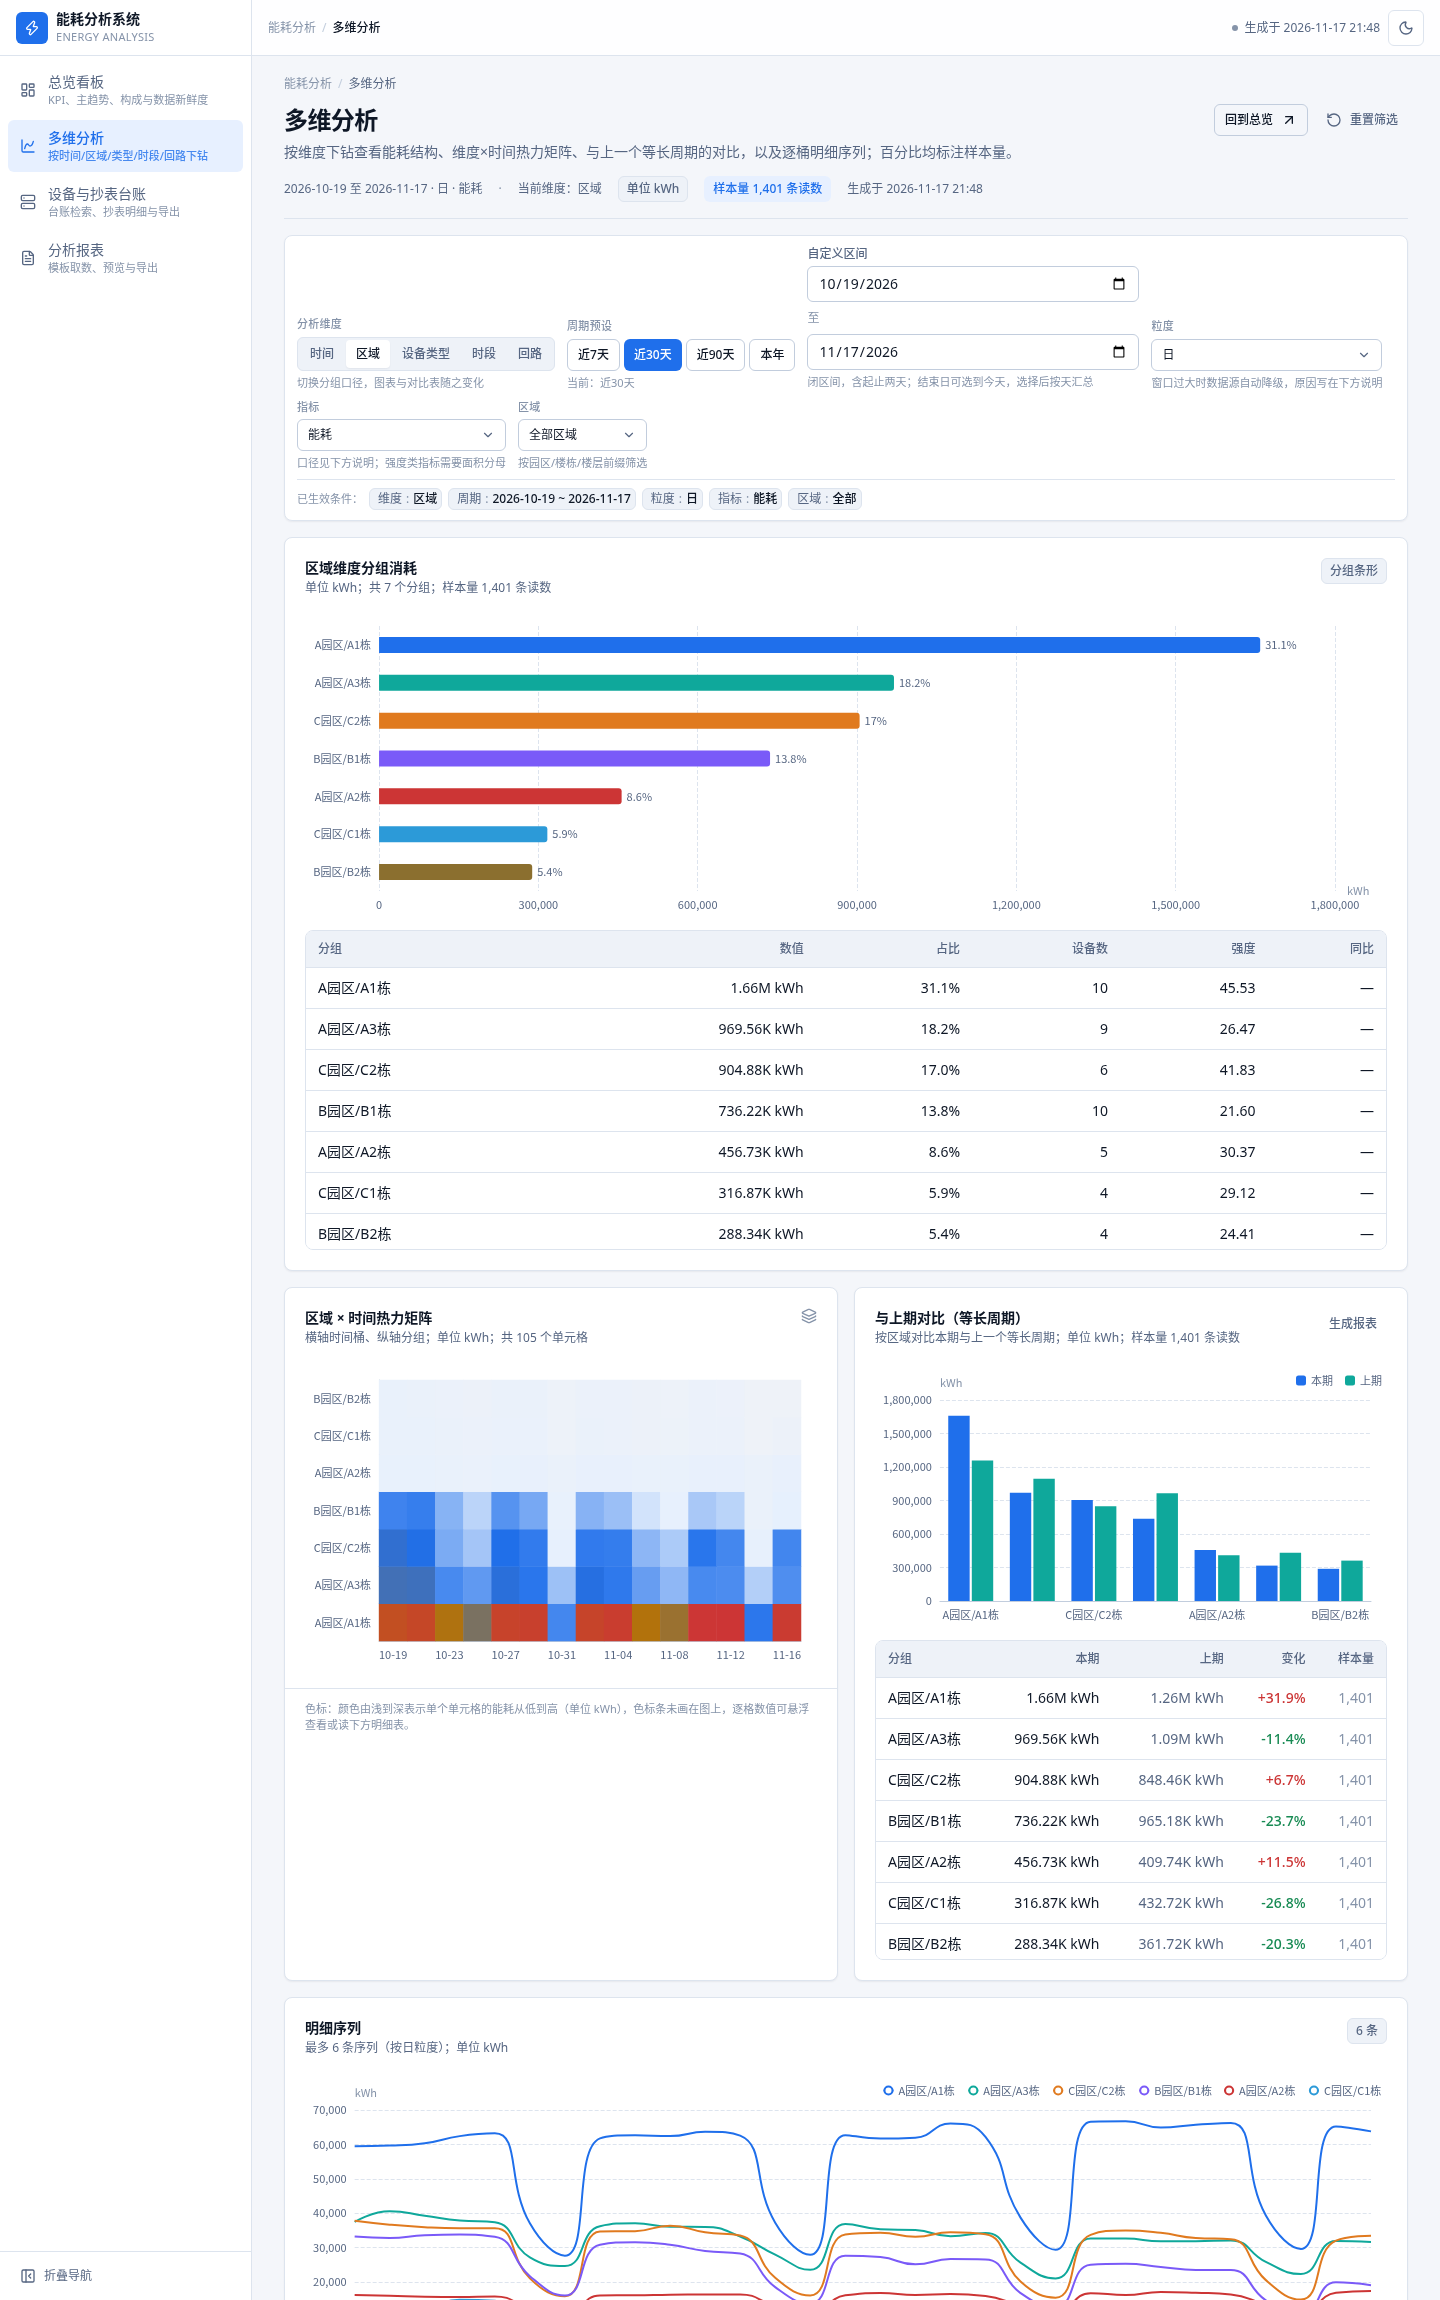 能耗分析系统
ENERGY ANALYSIS
总览看板
KPI、主趋势、构成与数据新鲜度
多维分析
按时间/区域/类型/时段/回路下钻
设备与抄表台账
台账检索、抄表明细与导出
分析报表
模板取数、预览与导出
折叠导航
能耗分析 / 多维分析
生成于 2026-11-17 21:48
能耗分析 / 多维分析
多维分析
回到总览
重置筛选
按维度下钻查看能耗结构、维度×时间热力矩阵、与上一个等长周期的对比，以及逐桶明细序列；百分比均标注样本量。
2026-10-19 至 2026-11-17 · 日 · 能耗 · 当前维度：区域 单位 kWh 样本量 1,401 条读数 生成于 2026-11-17 21:48
分析维度
时间 区域 设备类型 时段 回路
切换分组口径，图表与对比表随之变化
周期预设
近7天 近30天 近90天 本年
当前：近30天
自定义区间
10/19/2026
至
11/17/2026
闭区间，含起止两天；结束日可选到今天，选择后按天汇总
粒度
日
窗口过大时数据源自动降级，原因写在下方说明
指标
能耗
口径见下方说明；强度类指标需要面积分母
区域
全部区域
按园区/楼栋/楼层前缀筛选
已生效条件： 维度：区域 周期：2026-10-19 ~ 2026-11-17 粒度：日 指标：能耗 区域：全部
区域维度分组消耗
单位 kWh；共 7 个分组；样本量 1,401 条读数
分组条形
A园区/A1栋 31.1%
A园区/A3栋 18.2%
C园区/C2栋 17%
B园区/B1栋 13.8%
A园区/A2栋 8.6%
C园区/C1栋 5.9%
B园区/B2栋 5.4%
kWh
0 300,000 600,000 900,000 1,200,000 1,500,000 1,800,000
分组 数值 占比 设备数 强度 同比
A园区/A1栋 1.66M kWh 31.1% 10 45.53 —
A园区/A3栋 969.56K kWh 18.2% 9 26.47 —
C园区/C2栋 904.88K kWh 17.0% 6 41.83 —
B园区/B1栋 736.22K kWh 13.8% 10 21.60 —
A园区/A2栋 456.73K kWh 8.6% 5 30.37 —
C园区/C1栋 316.87K kWh 5.9% 4 29.12 —
B园区/B2栋 288.34K kWh 5.4% 4 24.41 —
区域 × 时间热力矩阵
横轴时间桶、纵轴分组；单位 kWh；共 105 个单元格
B园区/B2栋
C园区/C1栋
A园区/A2栋
B园区/B1栋
C园区/C2栋
A园区/A3栋
A园区/A1栋
10-19 10-23 10-27 10-31 11-04 11-08 11-12 11-16
色标：颜色由浅到深表示单个单元格的能耗从低到高（单位 kWh），色标条未画在图上，逐格数值可悬浮
查看或读下方明细表。
与上期对比（等长周期）
按区域对比本期与上一个等长周期；单位 kWh；样本量 1,401 条读数
生成报表
kWh
本期 上期
1,800,000
1,500,000
1,200,000
900,000
600,000
300,000
0
A园区/A1栋 C园区/C2栋 A园区/A2栋 B园区/B2栋
分组 本期 上期 变化 样本量
A园区/A1栋 1.66M kWh 1.26M kWh +31.9% 1,401
A园区/A3栋 969.56K kWh 1.09M kWh -11.4% 1,401
C园区/C2栋 904.88K kWh 848.46K kWh +6.7% 1,401
B园区/B1栋 736.22K kWh 965.18K kWh -23.7% 1,401
A园区/A2栋 456.73K kWh 409.74K kWh +11.5% 1,401
C园区/C1栋 316.87K kWh 432.72K kWh -26.8% 1,401
B园区/B2栋 288.34K kWh 361.72K kWh -20.3% 1,401
明细序列
最多 6 条序列（按日粒度）；单位 kWh
6 条
kWh
A园区/A1栋 A园区/A3栋 C园区/C2栋 B园区/B1栋 A园区/A2栋 C园区/C1栋
70,000
60,000
50,000
40,000
30,000
20,000